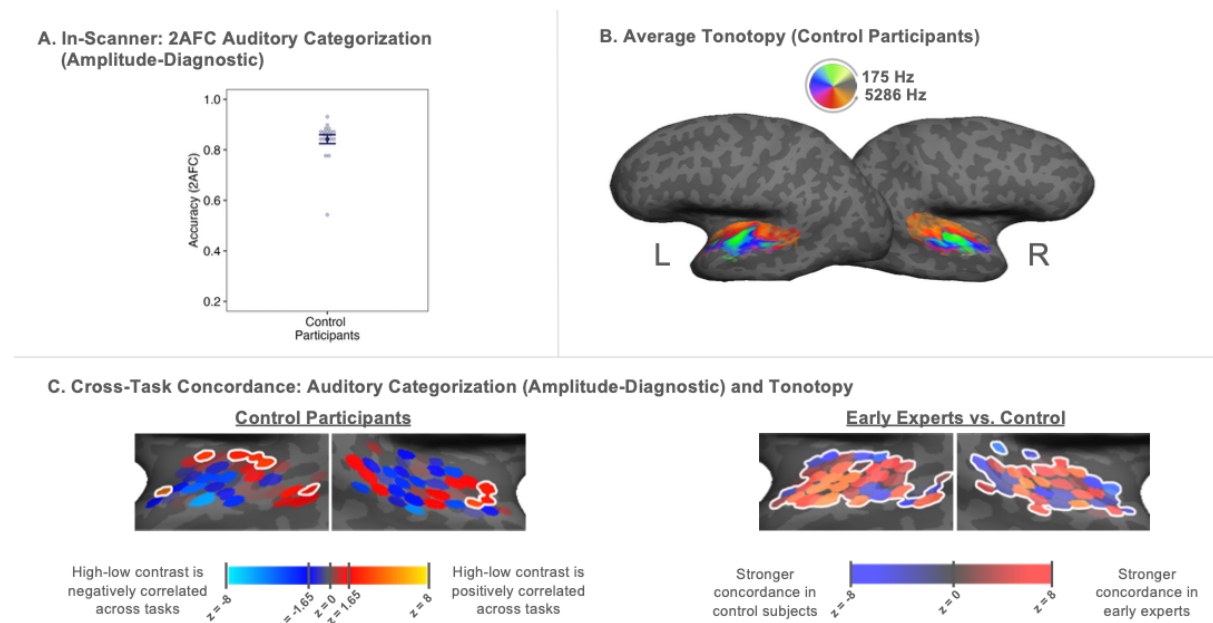 A. In-Scanner: 2AFC Auditory Categorization
(Amplitude-Diagnostic)
1.0
0.8
0.6
0.4
0.2
Accuracy (2AFC)
Control
Participants
B. Average Tonotopy (Control Participants)
175 Hz
5286 Hz
L
R
C. Cross-Task Concordance: Auditory Categorization (Amplitude-Diagnostic) and Tonotopy
Control Participants
High-low contrast is
negatively correlated
across tasks
z = -8
= -1.65
z = 0
z = 1.65
z = 8
High-low contrast is
positively correlated
across tasks
Early Experts vs. Control
Stronger
concordance in
control subjects
z = -8
z = 0
z = 8
Stronger
concordance in
early experts